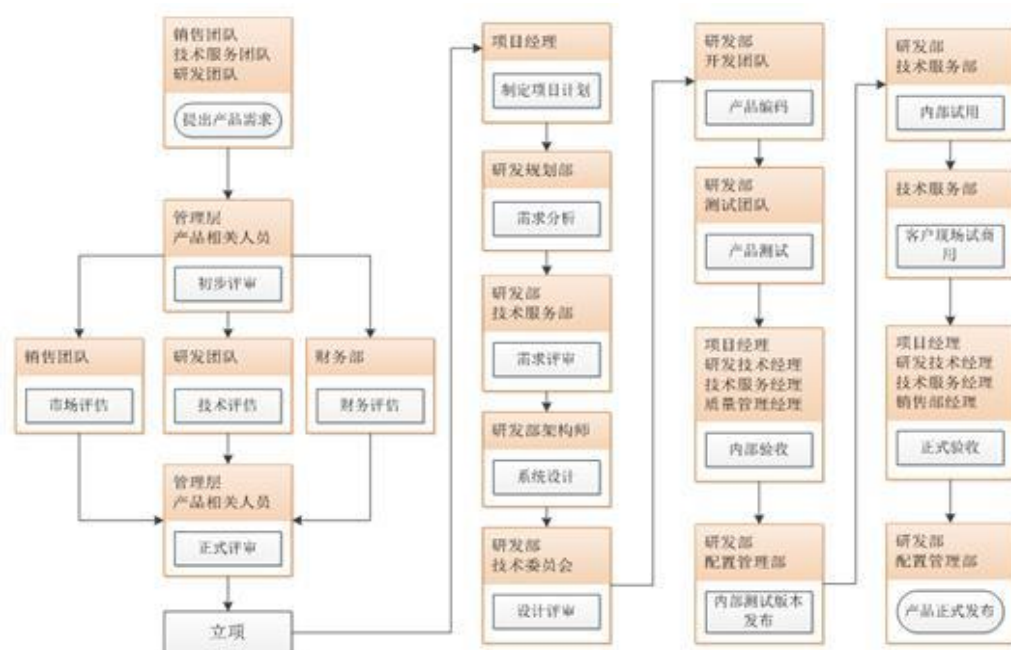 销售团队
技术服务团队
研发团队
提出产品需求
管理层
产品相关人员
初步评审
销售团队
市场评估
研发团队
技术评估
财务部
财务评估
管理层
产品相关人员
正式评审
立项
项目经理
制定项目计划
研发规划部
需求分析
研发部
技术服务部
需求评审
研发部架构师
系统设计
研发部
技术委员会
设计评审
研发部
开发团队
产品编码
研发部
测试团队
产品测试
项目经理
研发技术经理
技术服务经理
质量管理经理
内部验收
研发部
配置管理部
内部测试版本
发布
研发部
技术服务部
内部试用
技术服务部
客户现场试商
用
项目经理
研发技术经理
技术服务经理
销售部经理
正式验收
研发部
配置管理部
产品正式发布